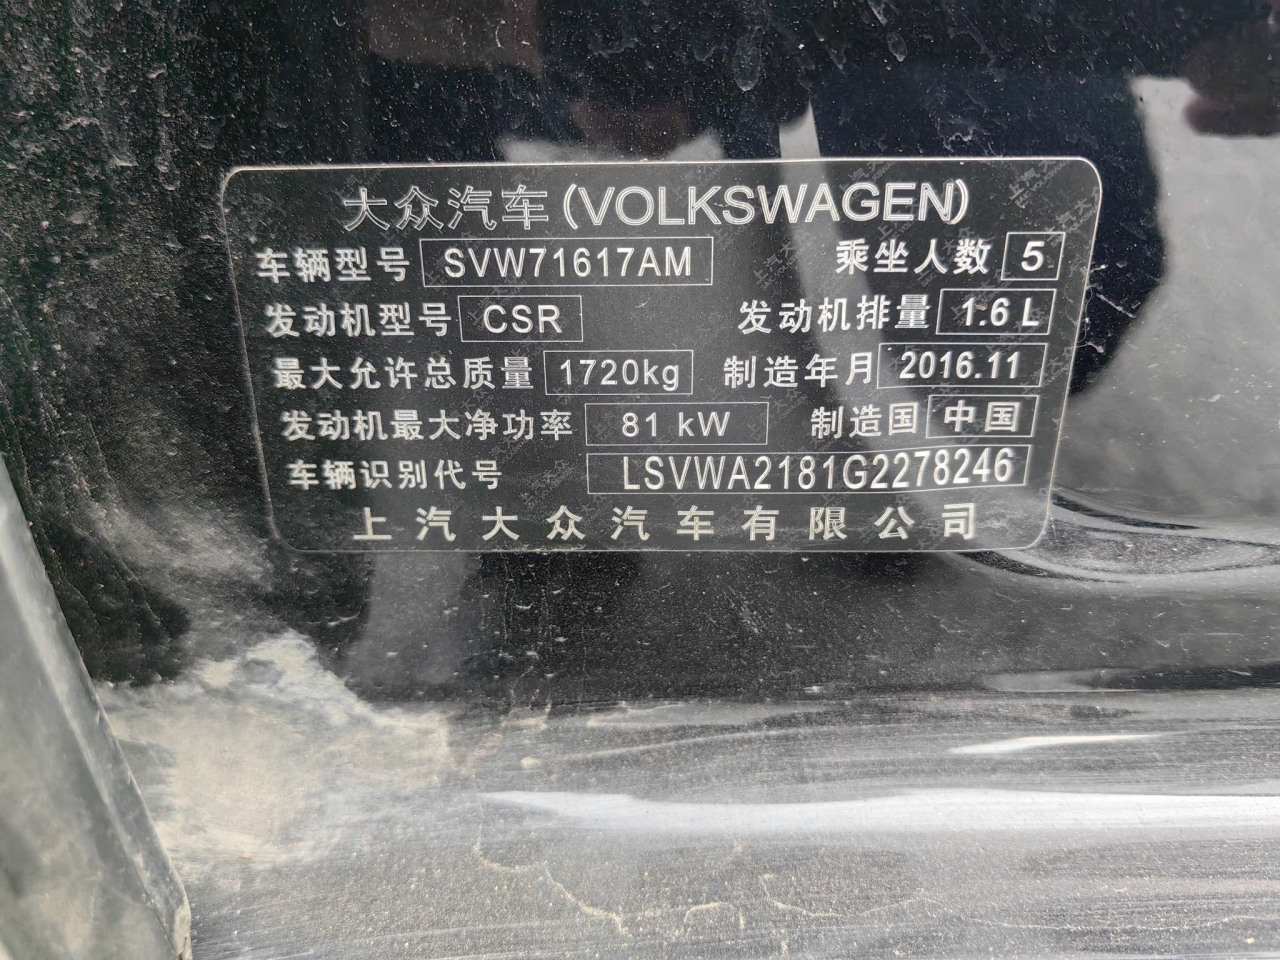 大众汽车(VOLKSWAGEN)
车辆型号 SVW71617AM 乘坐人数 5
发动机型号 CSR 发动机排量 1.6 L
最大允许总质量 1720kg 制造年月 2016.11
发动机最大净功率 81 kW 制造国 中国
车辆识别代号 LSVWA2181G2278246
上汽大众汽车有限公司